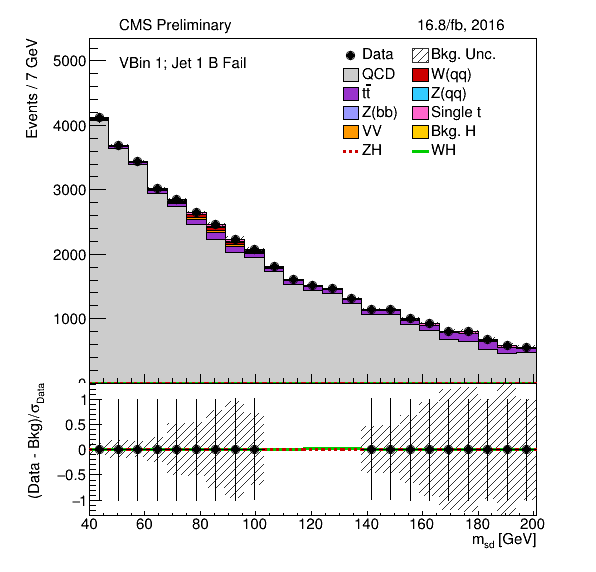 CMS Preliminary 16.8/fb, 2016
VBin 1; Jet 1 B Fail
Data Bkg. Unc.
QCD W(qq)
tt̄ Z(qq)
Z(bb) Single t
VV Bkg. H
ZH WH
Events / 7 GeV
5000
4000
3000
2000
1000
0
(Data - Bkg)/σData
1
0.5
0
−0.5
−1
40 60 80 100 120 140 160 180 200
msd [GeV]